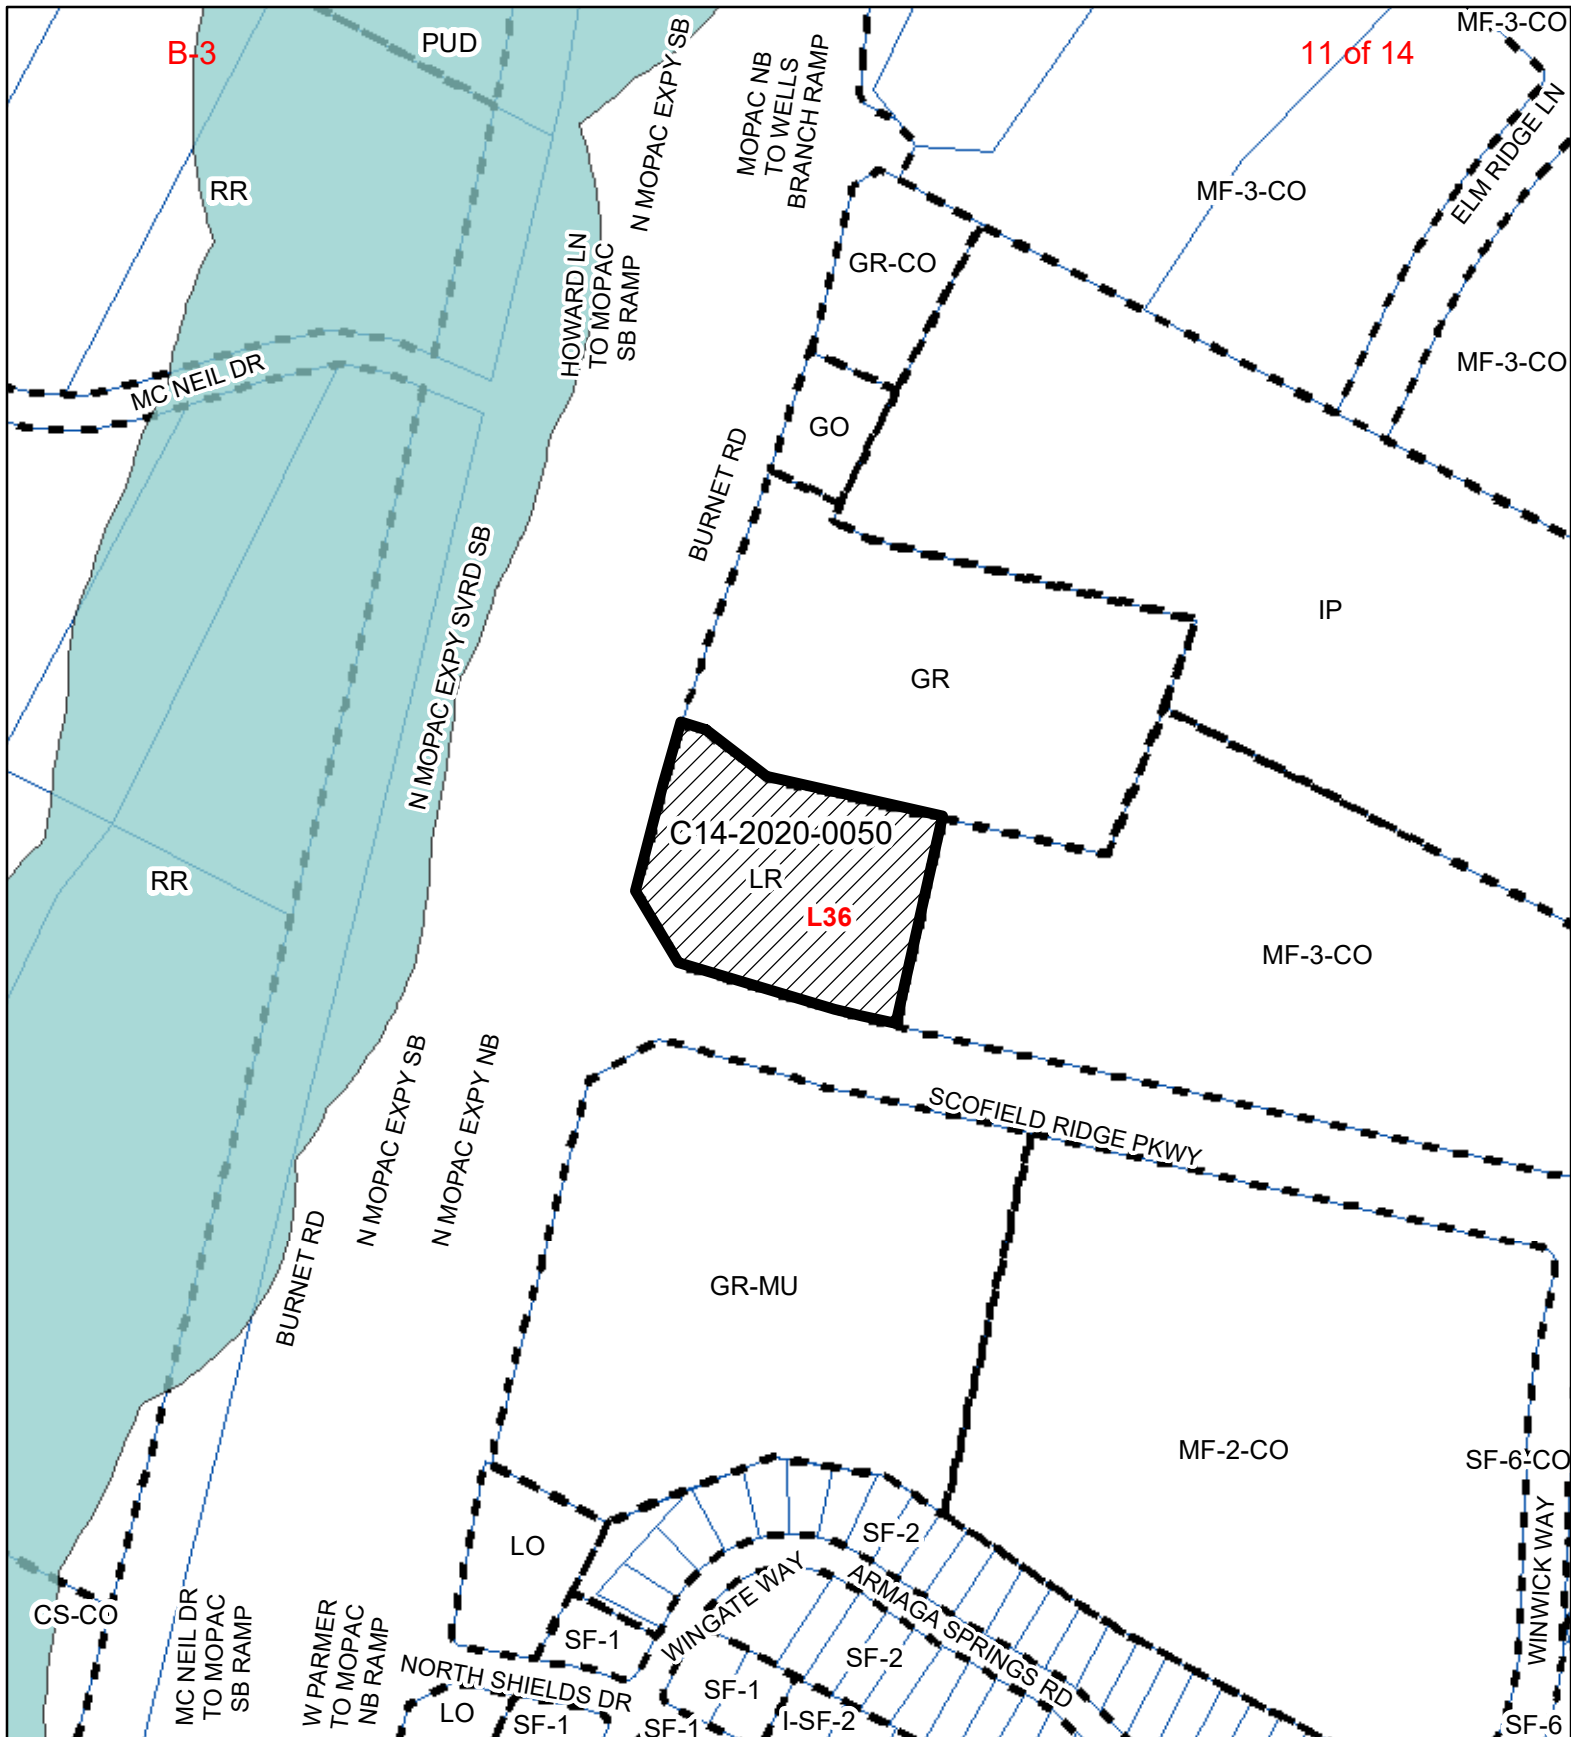 B-3
PUD
11 of 14
MF-3-CO
N MOPAC EXPY SB
MOPAC NB
TO WELLS
BRANCH RAMP
ELM RIDGE LN
RR
MF-3-CO
GR-CO
HOWARD LN
TO MOPAC
SB RAMP
MC NEIL DR
MF-3-CO
GO
BURNET RD
N MOPAC EXPY SVRD SB
IP
GR
C14-2020-0050
LR
L36
RR
MF-3-CO
N MOPAC EXPY SB
N MOPAC EXPY NB
SCOFIELD RIDGE PKWY
BURNET RD
GR-MU
MF-2-CO
SF-6-CO
LO
SF-2
WINWICK WAY
CS-CO
MC NEIL DR
TO MOPAC
SB RAMP
W PARMER
TO MOPAC
NB RAMP
SF-1
WINGATE WAY
ARMAGA SPRINGS RD
SF-2
NORTH SHIELDS DR
SF-1
LO
SF-1
SF-1
I-SF-2
SF-6